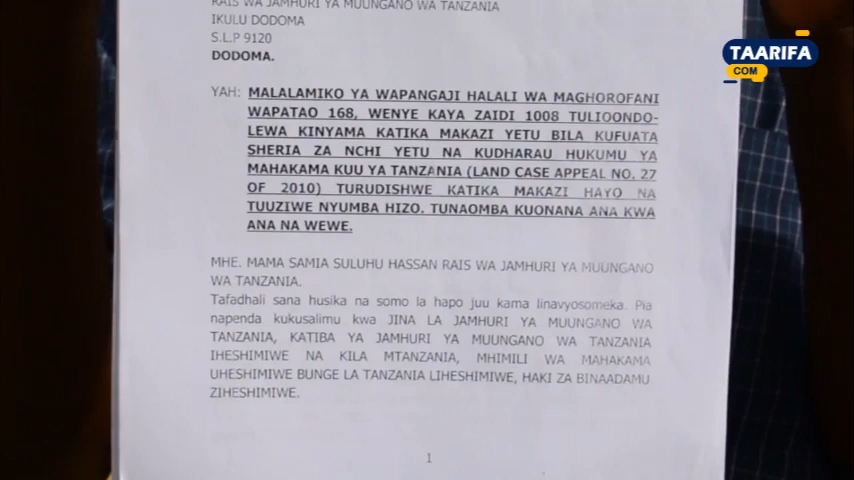 RAIS WA JAMHURI YA MUUNGANO WA TANZANIA
IKULU DODOMA
S.L.P 9120
DODOMA.
YAH: MALALAMIKO YA WAPANGAJI HALALI WA MAGHOROFANI
WAPATAO 168, WENYE KAYA ZAIDI 1008 TULIOONDO-
LEWA KINYAMA KATIKA MAKAZI YETU BILA KUFUATA
SHERIA ZA NCHI YETU NA KUDHARAU HUKUMU YA
MAHAKAMA KUU YA TANZANIA (LAND CASE APPEAL NO. 27
OF 2010) TURUDISHWE KATIKA MAKAZI HAYO NA
TUUZIWE NYUMBA HIZO. TUNAOMBA KUONANA ANA KWA
ANA NA WEWE.
MHE. MAMA SAMIA SULUHU HASSAN RAIS WA JAMHURI YA MUUNGANO
WA TANZANIA.
Tafadhali sana husika na somo la hapo juu kama linavyosomeka. Pia
napenda kukusalimu kwa JINA LA JAMHURI YA MUUNGANO WA
TANZANIA, KATIBA YA JAMHURI YA MUUNGANO WA TANZANIA
IHESHIMIWE NA KILA MTANZANIA, MHIMILI WA MAHAKAMA
UHESHIMIWE BUNGE LA TANZANIA LIHESHIMIWE, HAKI ZA BINAADAMU
ZIHESHIMIWE.
1
TAARIFA
COM